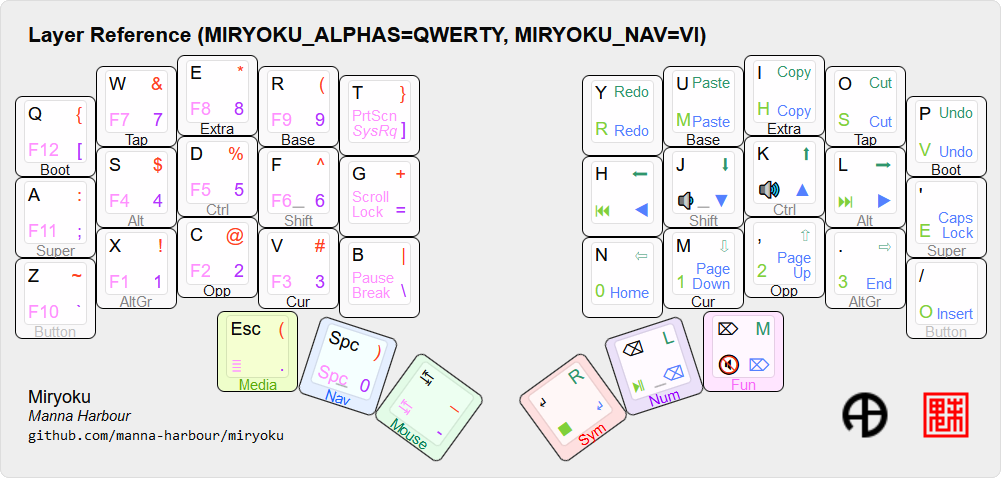 Layer Reference (MIRYOKU_ALPHAS=QWERTY, MIRYOKU_NAV=VI)
Q {
F12 [
Boot
W &
F7 7
Tap
E *
F8 8
Extra
R (
F9 9
Base
T }
PrtScn
SysRq ]
Y Redo
R Redo
U Paste
M Paste
Base
I Copy
H Copy
Extra
O Cut
S Cut
Tap
P Undo
V Undo
Boot
A :
F11 ;
Super
S $
F4 4
Alt
D %
F5 5
Ctrl
F ^
F6_ 6
Shift
G +
Scroll
Lock =
H ←
⏮ ◀
J ⬇
🔉_ ▼
Shift
K ⬆
🔊 ▲
Ctrl
L ➡
⏭ ▶
Alt
'
Caps
E Lock
Super
Z ~
F10 `
Button
X !
F1 1
AltGr
C @
F2 2
Opp
V #
F3 3
Cur
B |
Pause
Break \
N ⇦
0 Home
M ⇩
Page
1 Down
Cur
, ⇧
Page
2 Up
Opp
. ⇨
3 End
AltGr
/
O Insert
Button
Esc (
≣ .
Media
Spc )
Spc_ 0
Nav
↹ _
↹ -
Mouse
↲ R
■ ↲
Sym
⌫ L
⏯ _⌫
Num
⌦ M
🔇 ⌦
Fun
Miryoku
Manna Harbour
github.com/manna-harbour/miryoku
魅